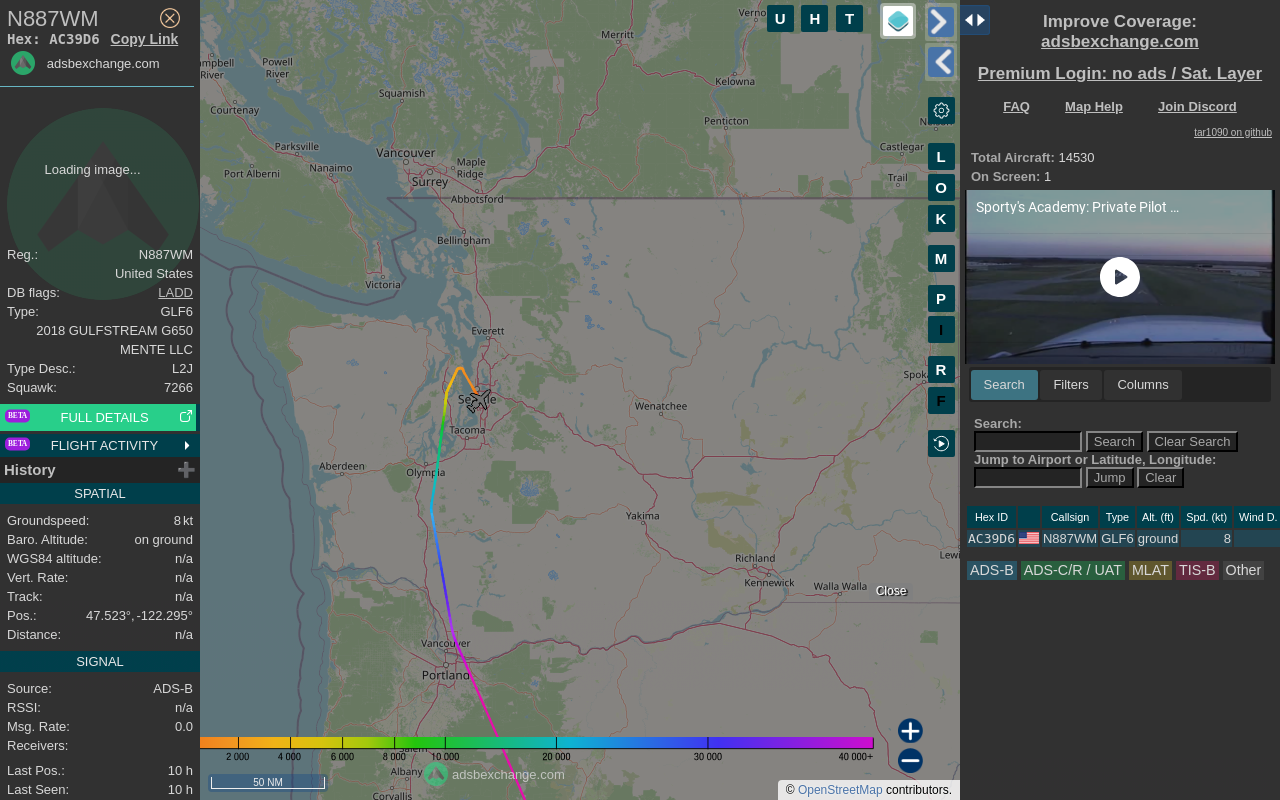 N887WM
Hex: AC39D6 Copy Link
adsbexchange.com
Loading image...
Reg.: N887WM
United States
DB flags: LADD
Type: GLF6
2018 GULFSTREAM G650
MENTE LLC
Type Desc.: L2J
Squawk: 7266
BETA FULL DETAILS
BETA FLIGHT ACTIVITY
History
SPATIAL
Groundspeed: 8 kt
Baro. Altitude: on ground
WGS84 altitude: n/a
Vert. Rate: n/a
Track: n/a
Pos.: 47.523°, -122.295°
Distance: n/a
SIGNAL
Source: ADS-B
RSSI: n/a
Msg. Rate: 0.0
Receivers:
Last Pos.: 10 h
Last Seen: 10 h
Merritt
Powell
River
River
Kelowna
Squamish
Courtenay
Penticton
Parksville
Vancouver
Castlegar
Nanaimo
Maple
Ridge
Port Alberni
Surrey
Trail
Abbotsford
Bellingham
Victoria
Everett
Wenatchee
Tacoma
Aberdeen
Olympia
Yakima
Richland
Kennewick
Walla Walla
Close
Vancouver
Portland
Albany
Corvallis
2 000 4 000 6 000 8 000 10 000 20 000 30 000 40 000+
adsbexchange.com
50 NM
© OpenStreetMap contributors.
U H T
L
O
K
M
P
I
R
F
Improve Coverage:
adsbexchange.com
Premium Login: no ads / Sat. Layer
FAQ Map Help Join Discord
tar1090 on github
Total Aircraft: 14530
On Screen: 1
Sporty's Academy: Private Pilot ...
Search Filters Columns
Search:
Search Clear Search
Jump to Airport or Latitude, Longitude:
Jump Clear
Hex ID Callsign Type Alt. (ft) Spd. (kt) Wind D.
AC39D6 N887WM GLF6 ground 8
ADS-B ADS-C/R / UAT MLAT TIS-B Other